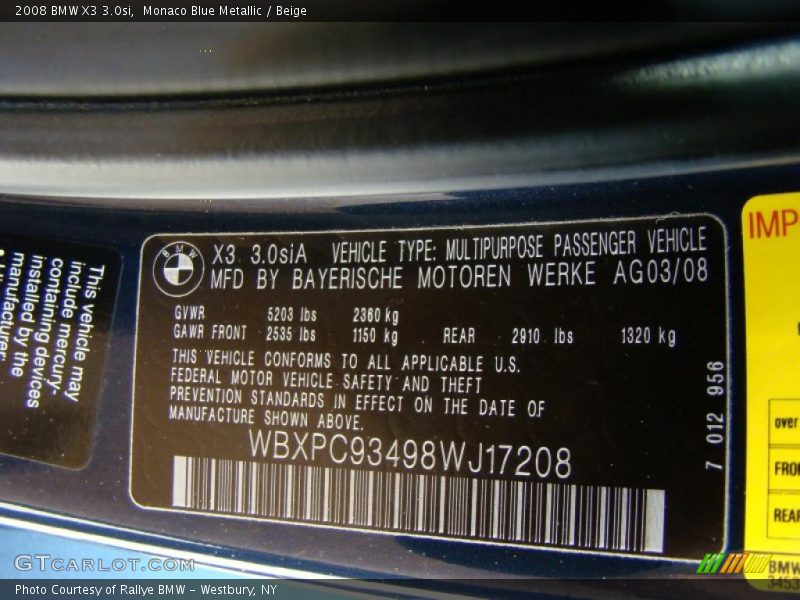 2008 BMW X3 3.0si, Monaco Blue Metallic / Beige
This vehicle may
include mercury-
containing devices
installed by the
manufacturer.
BMW
X3 3.0siA VEHICLE TYPE: MULTIPURPOSE PASSENGER VEHICLE
MFD BY BAYERISCHE MOTOREN WERKE AG03/08
GVWR 5203 lbs 2360 kg
GAWR FRONT 2535 lbs 1150 kg REAR 2910 lbs 1320 kg
THIS VEHICLE CONFORMS TO ALL APPLICABLE U.S.
FEDERAL MOTOR VEHICLE SAFETY AND THEFT
PREVENTION STANDARDS IN EFFECT ON THE DATE OF
MANUFACTURE SHOWN ABOVE.
WBXPC93498WJ17208
7 012 956
IMP
over
FRO
REAR
BMW
3453
GTCARLOT.COM
Photo Courtesy of Rallye BMW - Westbury, NY